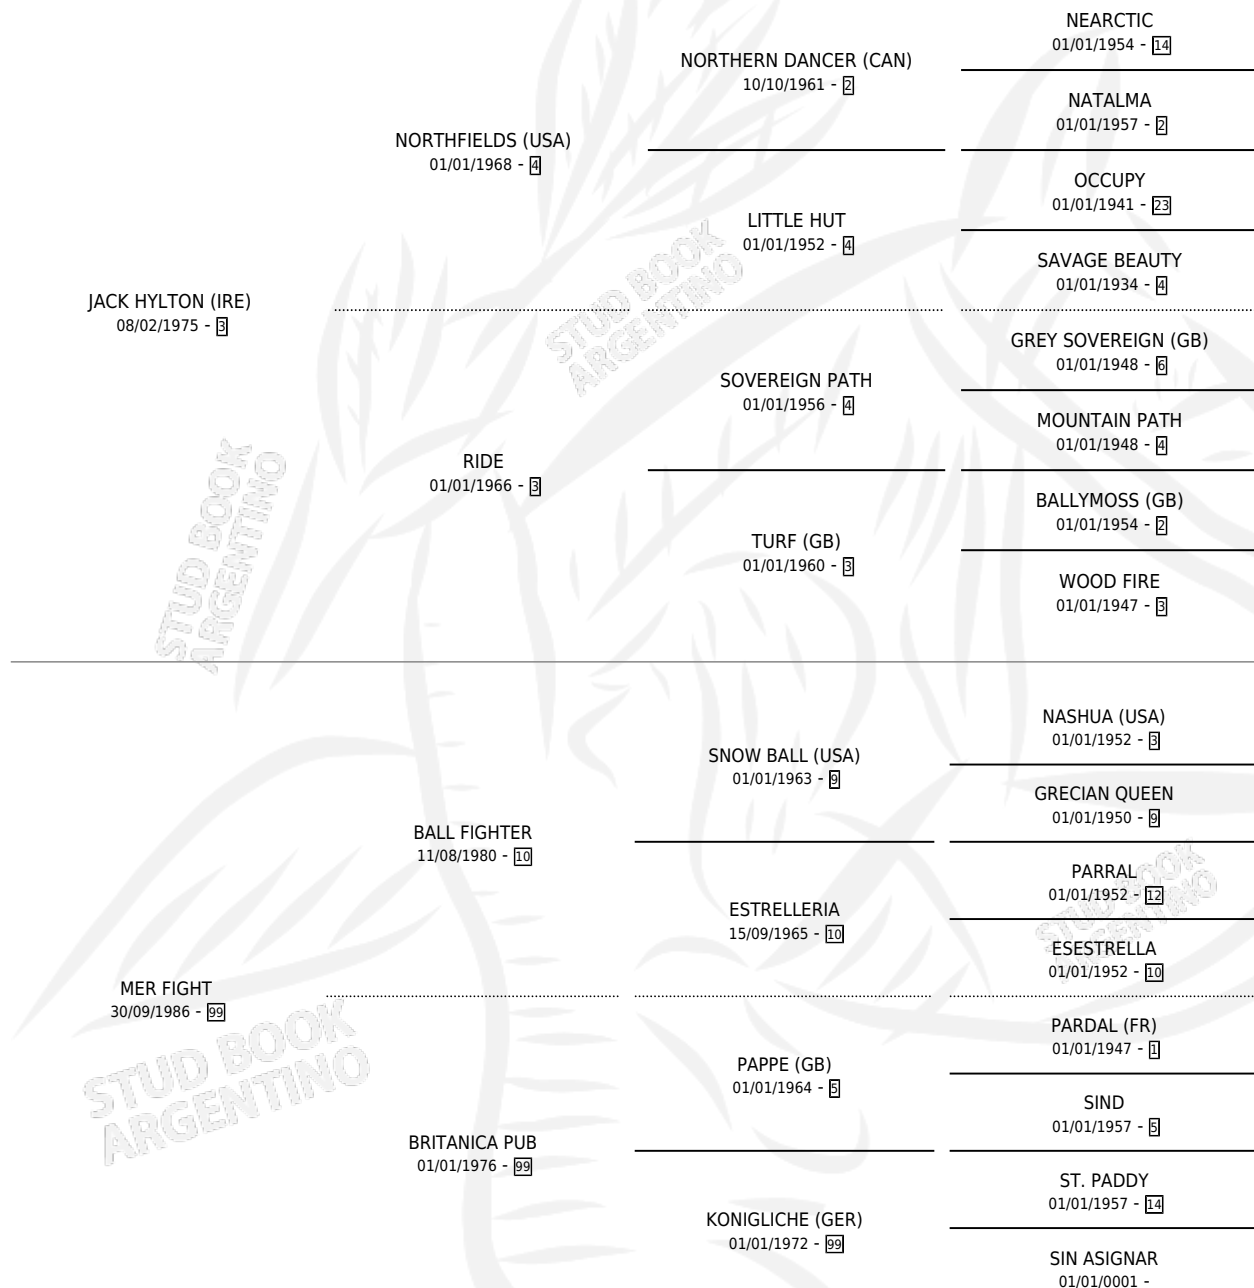 NEARCTIC
01/01/1954 - 14
NORTHERN DANCER (CAN)
10/10/1961 - 2
NATALMA
01/01/1957 - 2
NORTHFIELDS (USA)
01/01/1968 - 4
OCCUPY
01/01/1941 - 23
LITTLE HUT
01/01/1952 - 4
SAVAGE BEAUTY
01/01/1934 - 4
JACK HYLTON (IRE)
08/02/1975 - 3
STUD BOOK
ARGENTINO
GREY SOVEREIGN (GB)
01/01/1948 - 6
SOVEREIGN PATH
01/01/1956 - 4
MOUNTAIN PATH
01/01/1948 - 4
RIDE
01/01/1966 - 3
STUD BOOK
ARGENTINO
BALLYMOSS (GB)
01/01/1954 - 2
TURF (GB)
01/01/1960 - 3
WOOD FIRE
01/01/1947 - 3
NASHUA (USA)
01/01/1952 - 3
SNOW BALL (USA)
01/01/1963 - 9
GRECIAN QUEEN
01/01/1950 - 9
BALL FIGHTER
11/08/1980 - 10
PARRAL
01/01/1952 - 12
STUD BOOK
ARGENTINO
ESTRELLERIA
15/09/1965 - 10
ESESTRELLA
01/01/1952 - 10
MER FIGHT
30/09/1986 - 99
STUD BOOK
ARGENTINO
PARDAL (FR)
01/01/1947 - 1
PAPPE (GB)
01/01/1964 - 5
SIND
01/01/1957 - 5
BRITANICA PUB
01/01/1976 - 99
ST. PADDY
01/01/1957 - 14
KONIGLICHE (GER)
01/01/1972 - 99
SIN ASIGNAR
01/01/0001 -